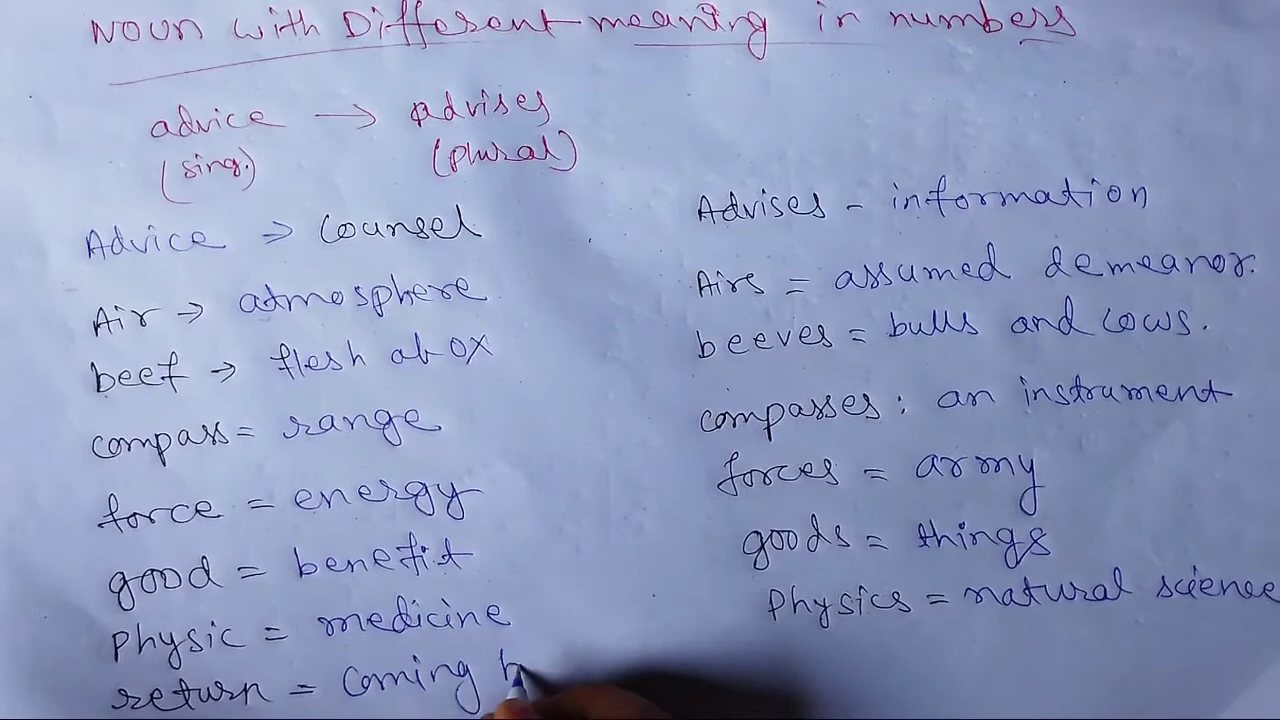 Noun with Different meaning in numbers
advice → advises
(sing.) (plural)
Advice → Counsel Advises - information
Air → atmosphere Airs = assumed demeanor.
beef → flesh of ox beeves = bulls and cows.
compass = range compasses : an instrument
force = energy forces = army
good = benefit goods = things
Physic = medicine Physics = natural science
return = Coming